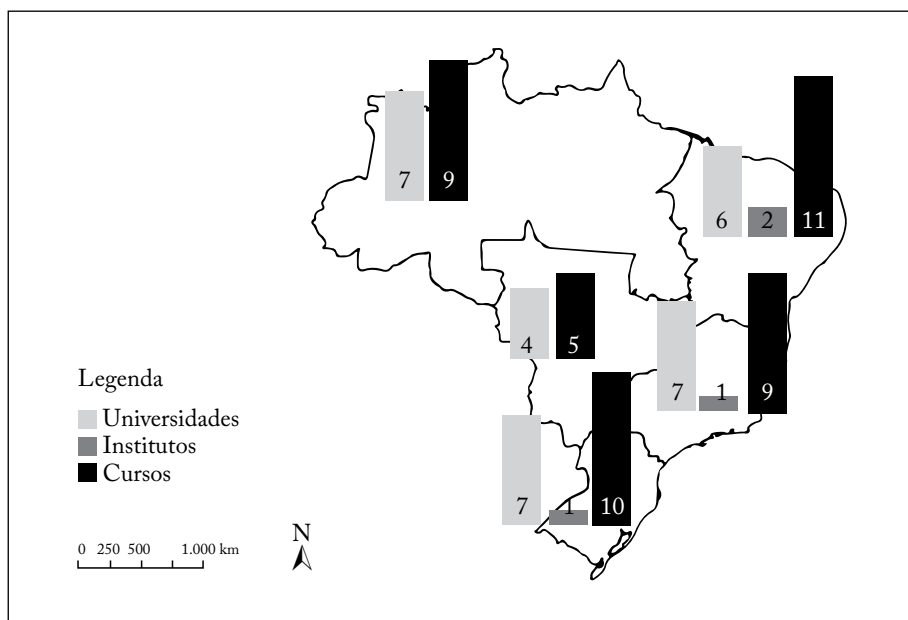 7 9
6 2 11
4 5
7 1 9
7 1 10
Legenda
Universidades
Institutos
Cursos
0 250 500 1.000 km
N